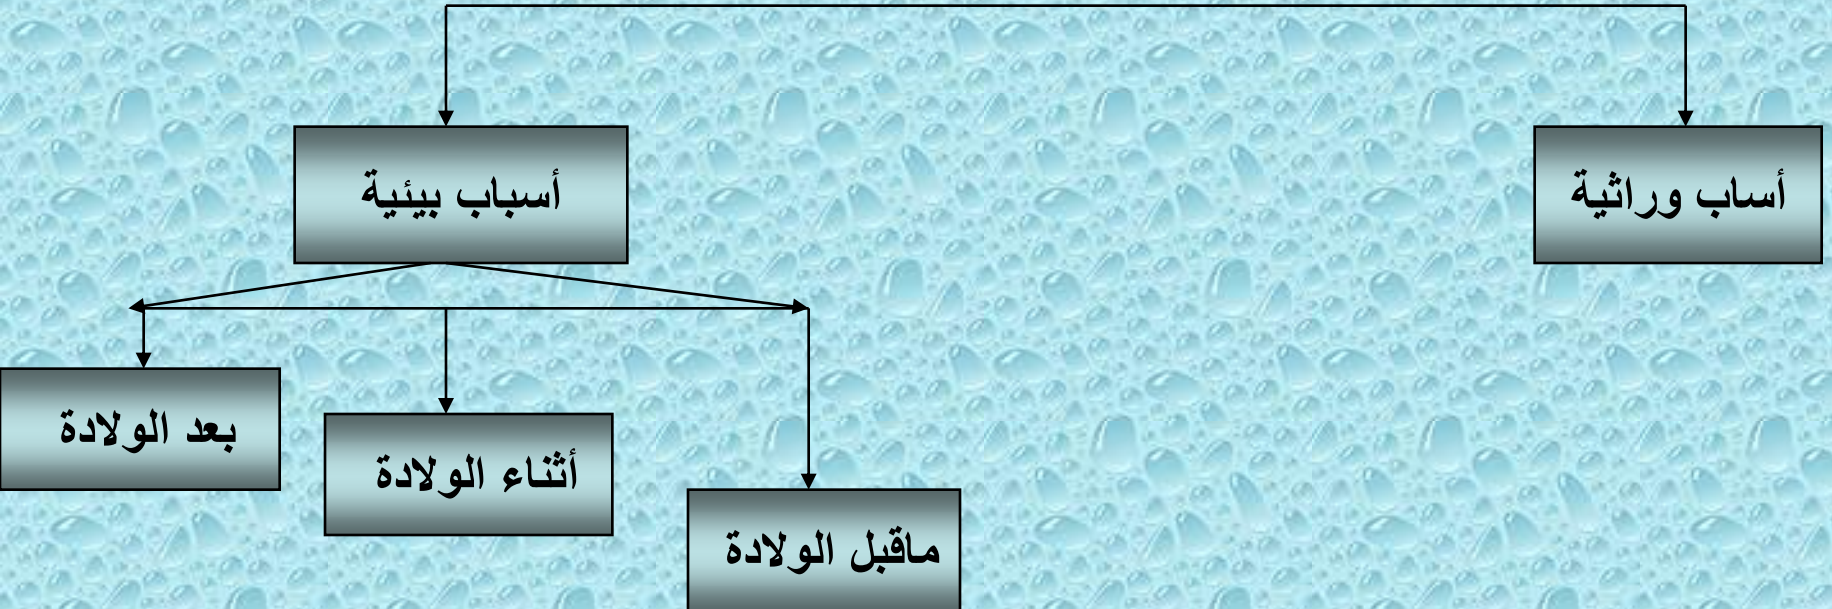 أساب وراثية
أسباب بيئية
ماقبل الولادة
أثناء الولادة
بعد الولادة